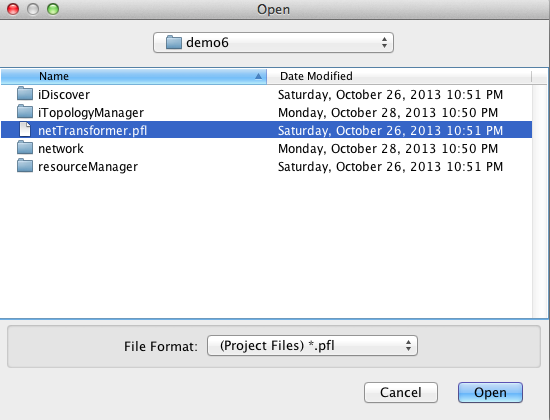 Open
demo6
Name Date Modified
iDiscover Saturday, October 26, 2013 10:51 PM
iTopologyManager Monday, October 28, 2013 10:50 PM
netTransformer.pfl Saturday, October 26, 2013 10:51 PM
network Monday, October 28, 2013 10:50 PM
resourceManager Saturday, October 26, 2013 10:51 PM
File Format: (Project Files) *.pfl
Cancel Open